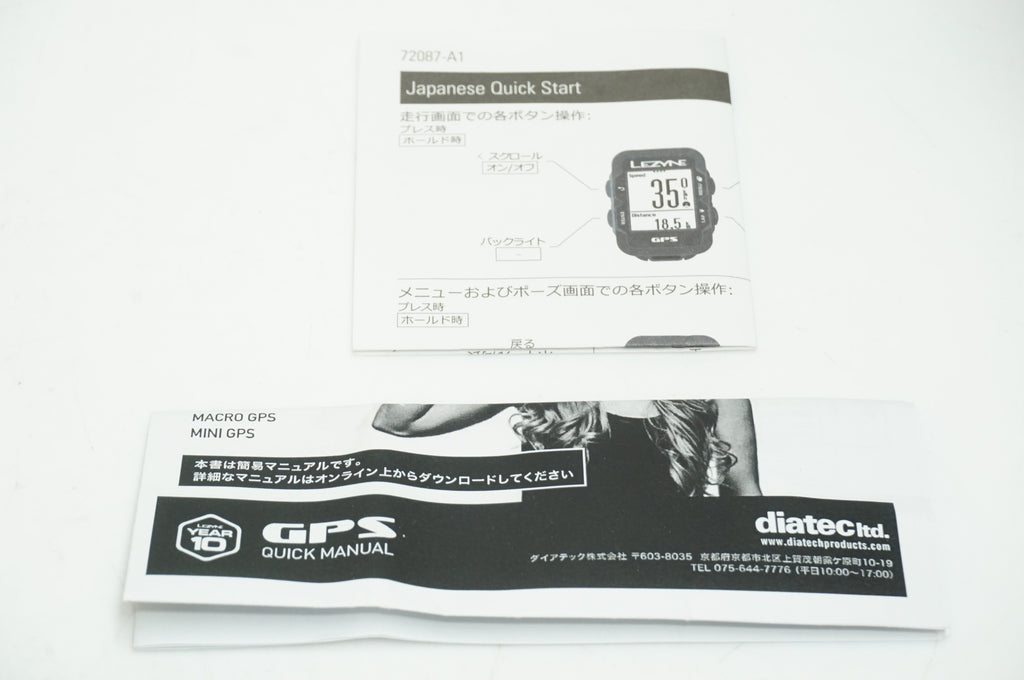 72087-A1
Japanese Quick Start
走行画面での各ボタン操作:
プレス時
ホールド時
スクロール
オン/オフ
LEZYNE
Speed
35.0
Distance
18.5
GPS
バックライト
-
メニューおよびポーズ画面での各ボタン操作:
プレス時
ホールド時
戻る
MACRO GPS
MINI GPS
本書は簡易マニュアルです。
詳細なマニュアルはオンライン上からダウンロードしてください
LEZYNE
YEAR
10
GPS
QUICK MANUAL
diatec ltd.
www.diatechproducts.com
ダイアテック株式会社 〒603-8035 京都府京都市北区上賀茂朝露ケ原町10-19
TEL 075-644-7776 (平日10:00～17:00)